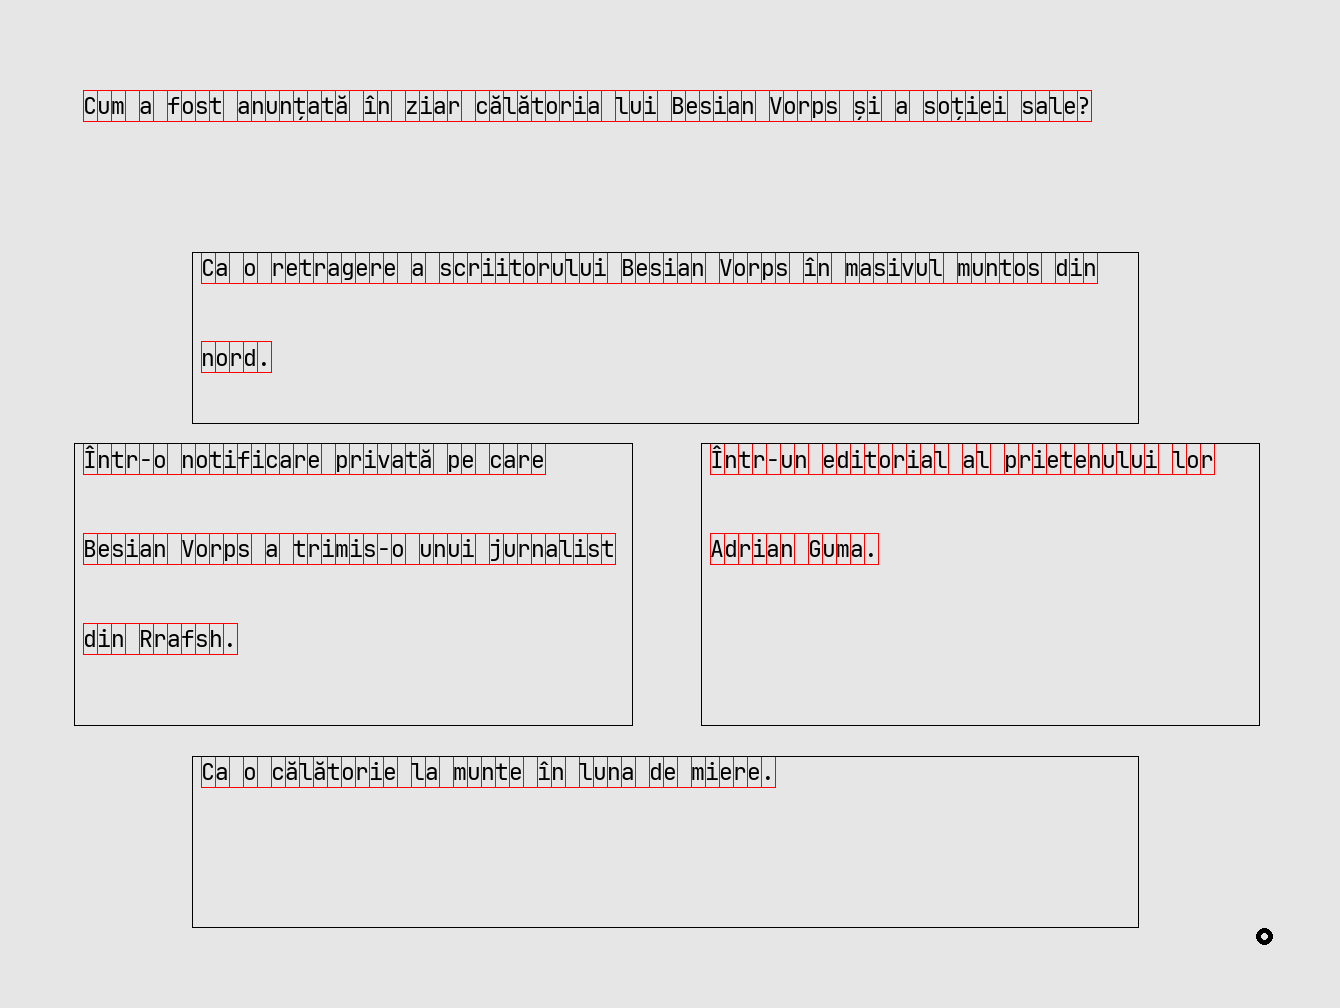 Cum a fost anunțată în ziar călătoria lui Besian Vorps și a soției sale?
Ca o retragere a scriitorului Besian Vorps în masivul muntos din
nord.
Într-o notificare privată pe care
Besian Vorps a trimis-o unui jurnalist
din Rrafsh.
Într-un editorial al prietenului lor
Adrian Guma.
Ca o călătorie la munte în luna de miere.